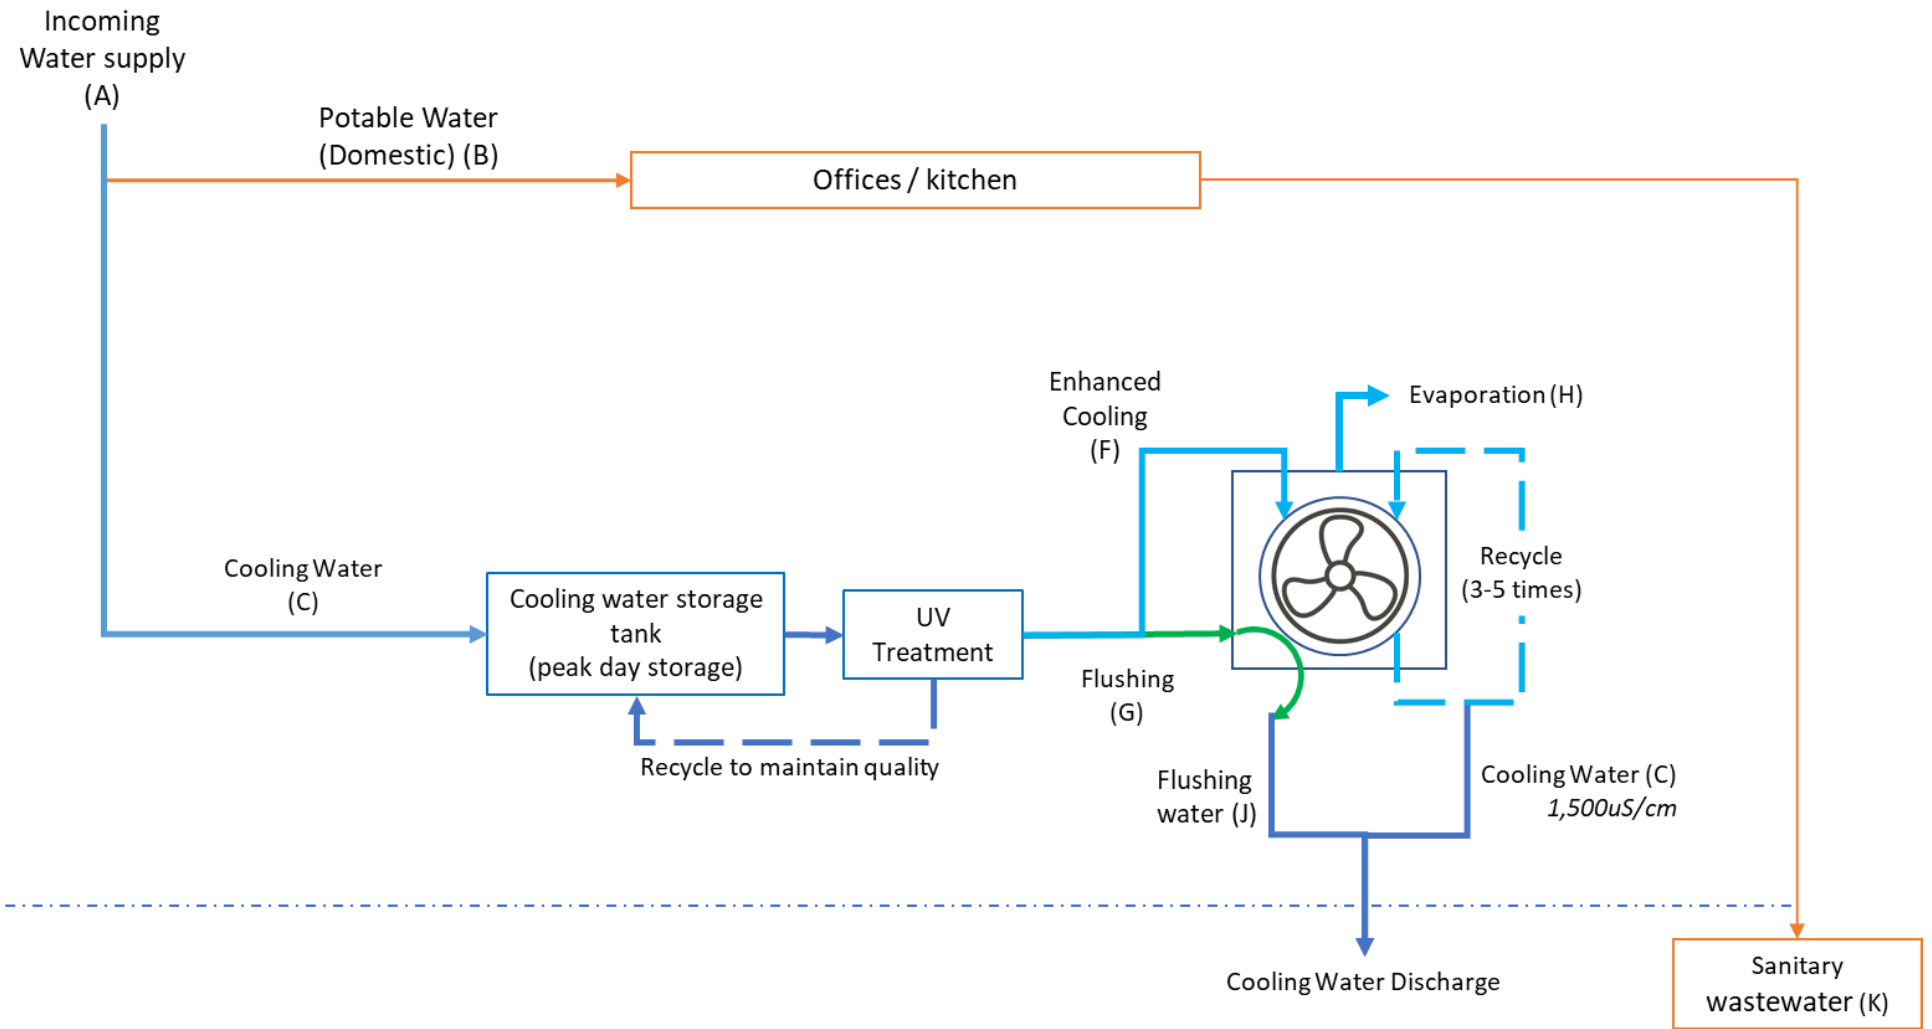 Incoming
Water supply
(A)
Potable Water
(Domestic) (B)
Offices / kitchen
Enhanced
Cooling
(F)
Evaporation (H)
Cooling Water
(C)
Cooling water storage
tank
(peak day storage)
UV
Treatment
Recycle
(3-5 times)
Flushing
(G)
Recycle to maintain quality
Flushing
water (J)
Cooling Water (C)
1,500uS/cm
Cooling Water Discharge
Sanitary
wastewater (K)